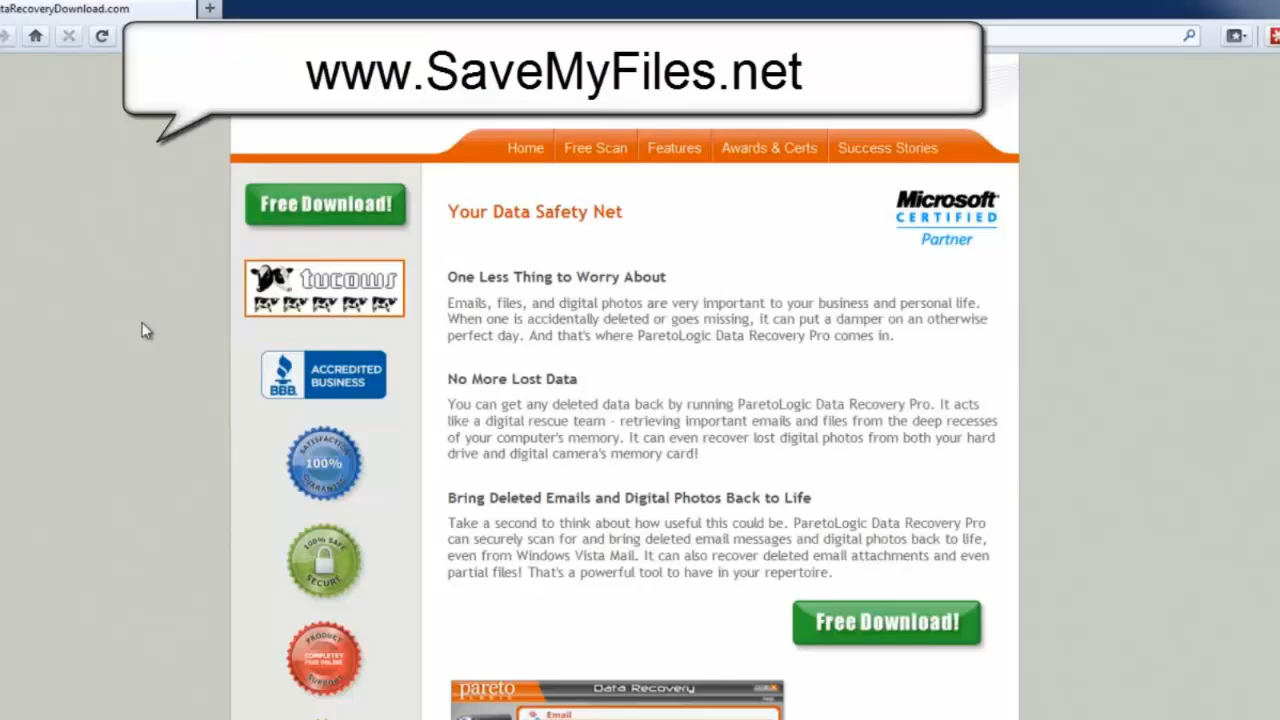 taRecoveryDownload.com
www.SaveMyFiles.net
Home Free Scan Features Awards & Certs Success Stories
Free Download!
Your Data Safety Net
Microsoft
CERTIFIED
Partner
tucows
One Less Thing to Worry About
Emails, files, and digital photos are very important to your business and personal life.
When one is accidentally deleted or goes missing, it can put a damper on an otherwise
perfect day. And that's where ParetoLogic Data Recovery Pro comes in.
BBB.
ACCREDITED
BUSINESS
No More Lost Data
You can get any deleted data back by running ParetoLogic Data Recovery Pro. It acts
like a digital rescue team - retrieving important emails and files from the deep recesses
of your computer's memory. It can even recover lost digital photos from both your hard
drive and digital camera's memory card!
SATISFACTION
100%
GUARANTEE
Bring Deleted Emails and Digital Photos Back to Life
Take a second to think about how useful this could be. ParetoLogic Data Recovery Pro
can securely scan for and bring deleted email messages and digital photos back to life,
even from Windows Vista Mail. It can also recover deleted email attachments and even
partial files! That's a powerful tool to have in your repertoire.
100% SAFE
SECURE
Free Download!
PRODUCT
FREE ONLINE
SUPPORT
pareto
Data Recovery
Email